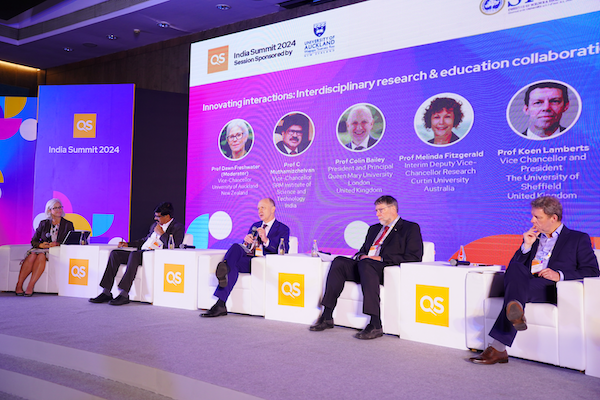 QS
India Summit 2024
Session Sponsored by
UNIVERSITY OF
AUCKLAND
NEW ZEALAND
Innovating interactions: Interdisciplinary research & education collaboratio
Prof Dawn Freshwater
(Moderator)
Vice-Chancellor
University of Auckland
New Zealand
Prof C
Muthamizhchelvan
Vice-Chancellor
SRM Institute of
Science and
Technology
India
Prof Colin Bailey
President and Principal
Queen Mary University
London
United Kingdom
Prof Melinda Fitzgerald
Interim Deputy Vice-
Chancellor Research
Curtin University
Australia
Prof Koen Lamberts
Vice Chancellor and
President
The University of
Sheffield
United Kingdom
QS
India Summit 2024
QS
QS
QS
QS